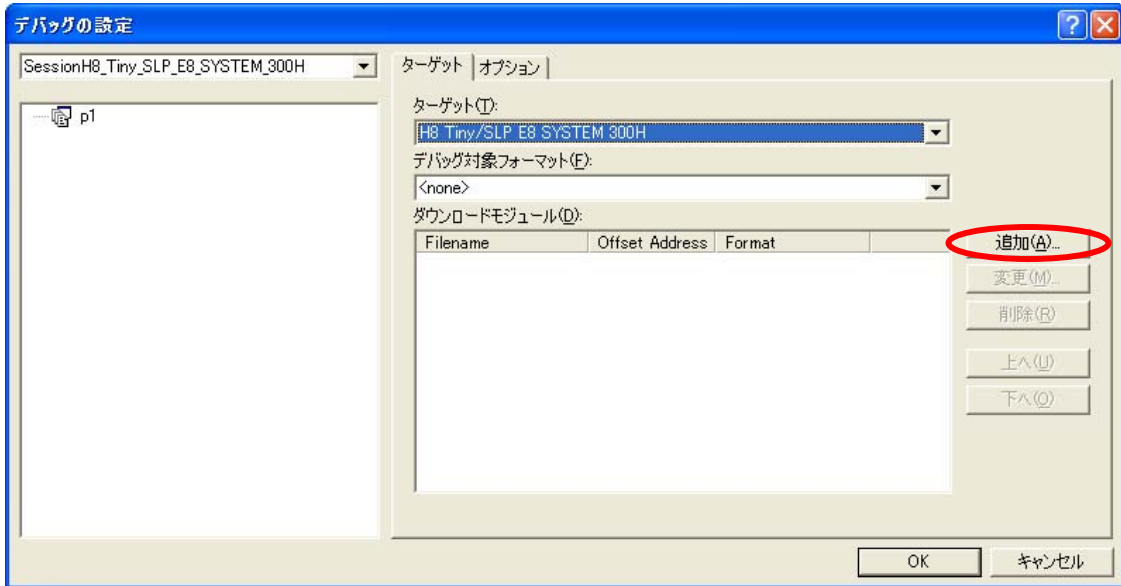 デバッグの設定
SessionH8_Tiny_SLP_E8_SYSTEM_300H
p1
ターゲット オプション
ターゲット(T):
H8 Tiny/SLP E8 SYSTEM 300H
デバッグ対象フォーマット(F):
<none>
ダウンロードモジュール(D):
Filename Offset Address Format
追加(A)...
変更(M)...
削除(R)
上へ(U)
下へ(O)
OK キャンセル